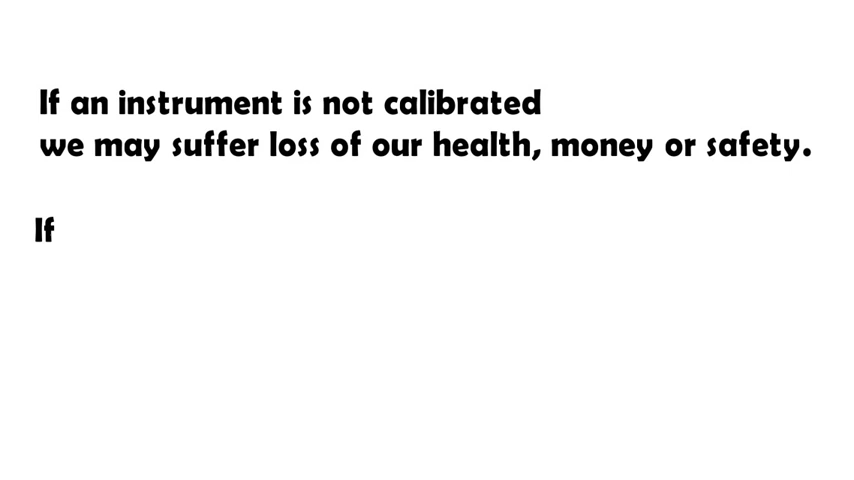 If an instrument is not calibrated
we may suffer loss of our health, money or safety.
If